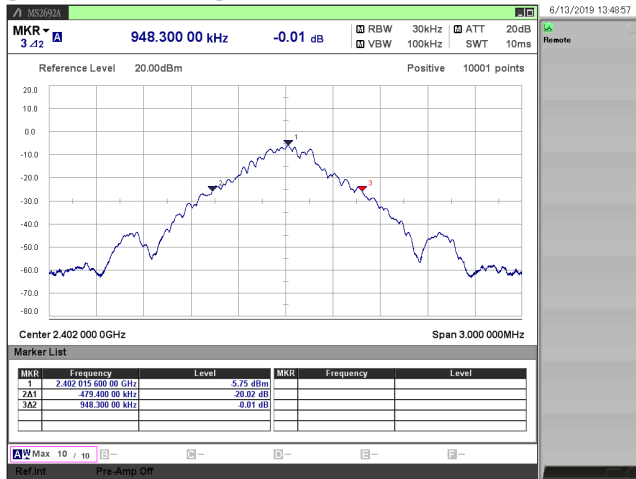 MS2692A
6/13/2019 13:48:57
MKR 3Δ2 A 948.300 00 kHz -0.01 dB
M RBW 30kHz M ATT 20dB
M VBW 100kHz SWT 10ms
Remote
Reference Level 20.00dBm Positive 10001 points
20.0
10.0
0.0
-10.0
-20.0
-30.0
-40.0
-50.0
-60.0
-70.0
-80.0
1
2
3
Center 2.402 000 0GHz Span 3.000 000MHz
Marker List
MKR Frequency Level MKR Frequency Level
1 2.402 015 600 00 GHz -5.75 dBm
2Δ1 -479.400 00 kHz -20.02 dB
3Δ2 948.300 00 kHz -0.01 dB
A W Max 10 / 10 B- C- D- E- F-
Ref.Int Pre-Amp Off